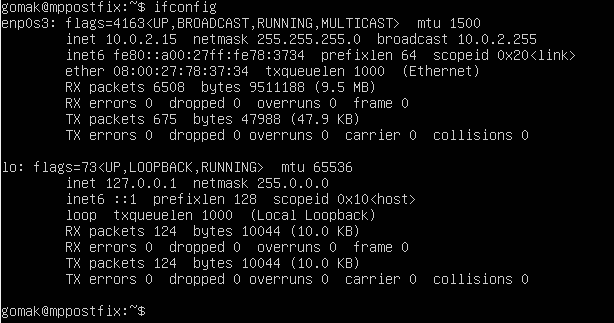 gomak@mppostfix:~$ ifconfig
enp0s3: flags=4163<UP,BROADCAST,RUNNING,MULTICAST>  mtu 1500
        inet 10.0.2.15  netmask 255.255.255.0  broadcast 10.0.2.255
        inet6 fe80::a00:27ff:fe78:3734  prefixlen 64  scopeid 0x20<link>
        ether 08:00:27:78:37:34  txqueuelen 1000  (Ethernet)
        RX packets 6508  bytes 9511188 (9.5 MB)
        RX errors 0  dropped 0  overruns 0  frame 0
        TX packets 675  bytes 47988 (47.9 KB)
        TX errors 0  dropped 0 overruns 0  carrier 0  collisions 0

lo: flags=73<UP,LOOPBACK,RUNNING>  mtu 65536
        inet 127.0.0.1  netmask 255.0.0.0
        inet6 ::1  prefixlen 128  scopeid 0x10<host>
        loop  txqueuelen 1000  (Local Loopback)
        RX packets 124  bytes 10044 (10.0 KB)
        RX errors 0  dropped 0  overruns 0  frame 0
        TX packets 124  bytes 10044 (10.0 KB)
        TX errors 0  dropped 0 overruns 0  carrier 0  collisions 0

gomak@mppostfix:~$